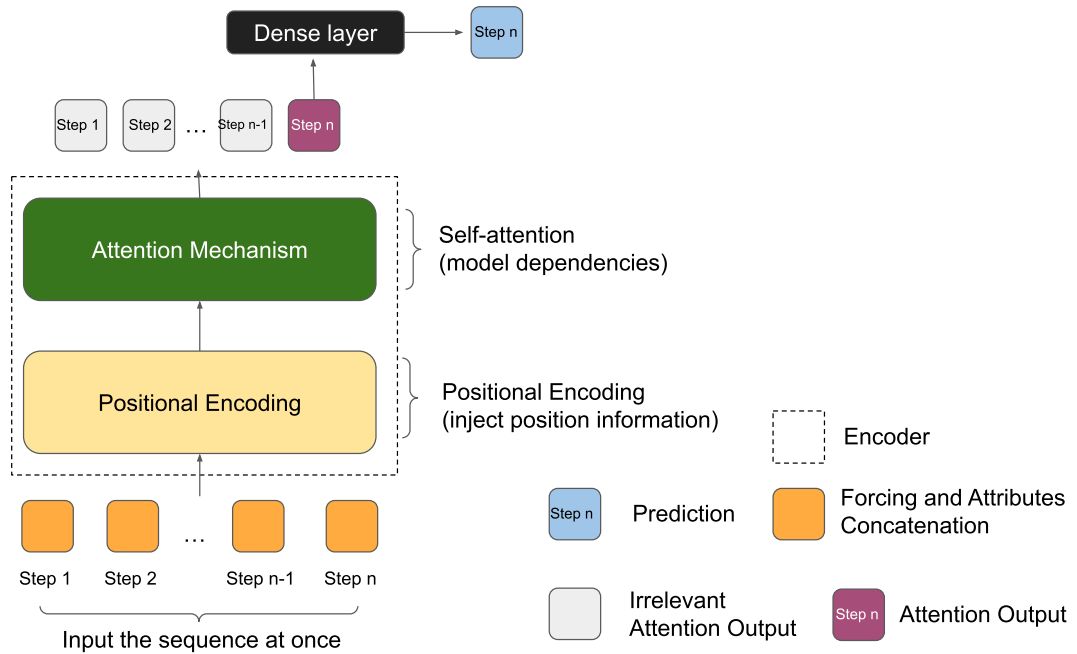 Dense layer
Step n
Step 1
Step 2
...
Step n-1
Step n
Attention Mechanism
Self-attention
(model dependencies)
Positional Encoding
Positional Encoding
(inject position information)
Encoder
...
Step 1
Step 2
Step n-1
Step n
Input the sequence at once
Step n
Prediction
Forcing and Attributes
Concatenation
Irrelevant
Attention Output
Step n
Attention Output